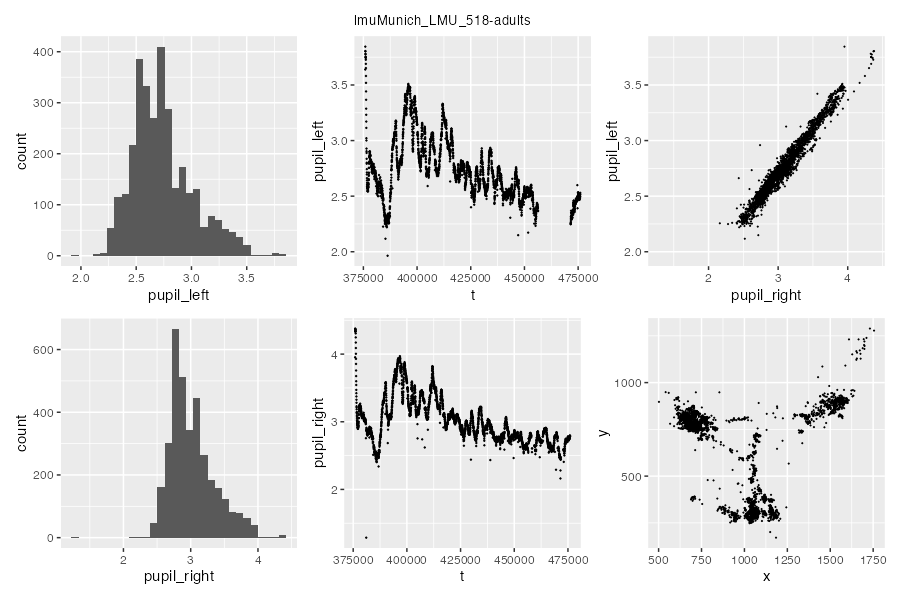 lmuMunich_LMU_518-adults
400
300
200
100
0
count
2.0 2.5 3.0 3.5
pupil_left
3.5
3.0
2.5
2.0
pupil_left
375000 400000 425000 450000 475000
t
3.5
3.0
2.5
2.0
pupil_left
2 3 4
pupil_right
600
400
200
0
count
2 3 4
pupil_right
4
3
2
pupil_right
375000 400000 425000 450000 475000
t
1000
500
y
500 750 1000 1250 1500 1750
x